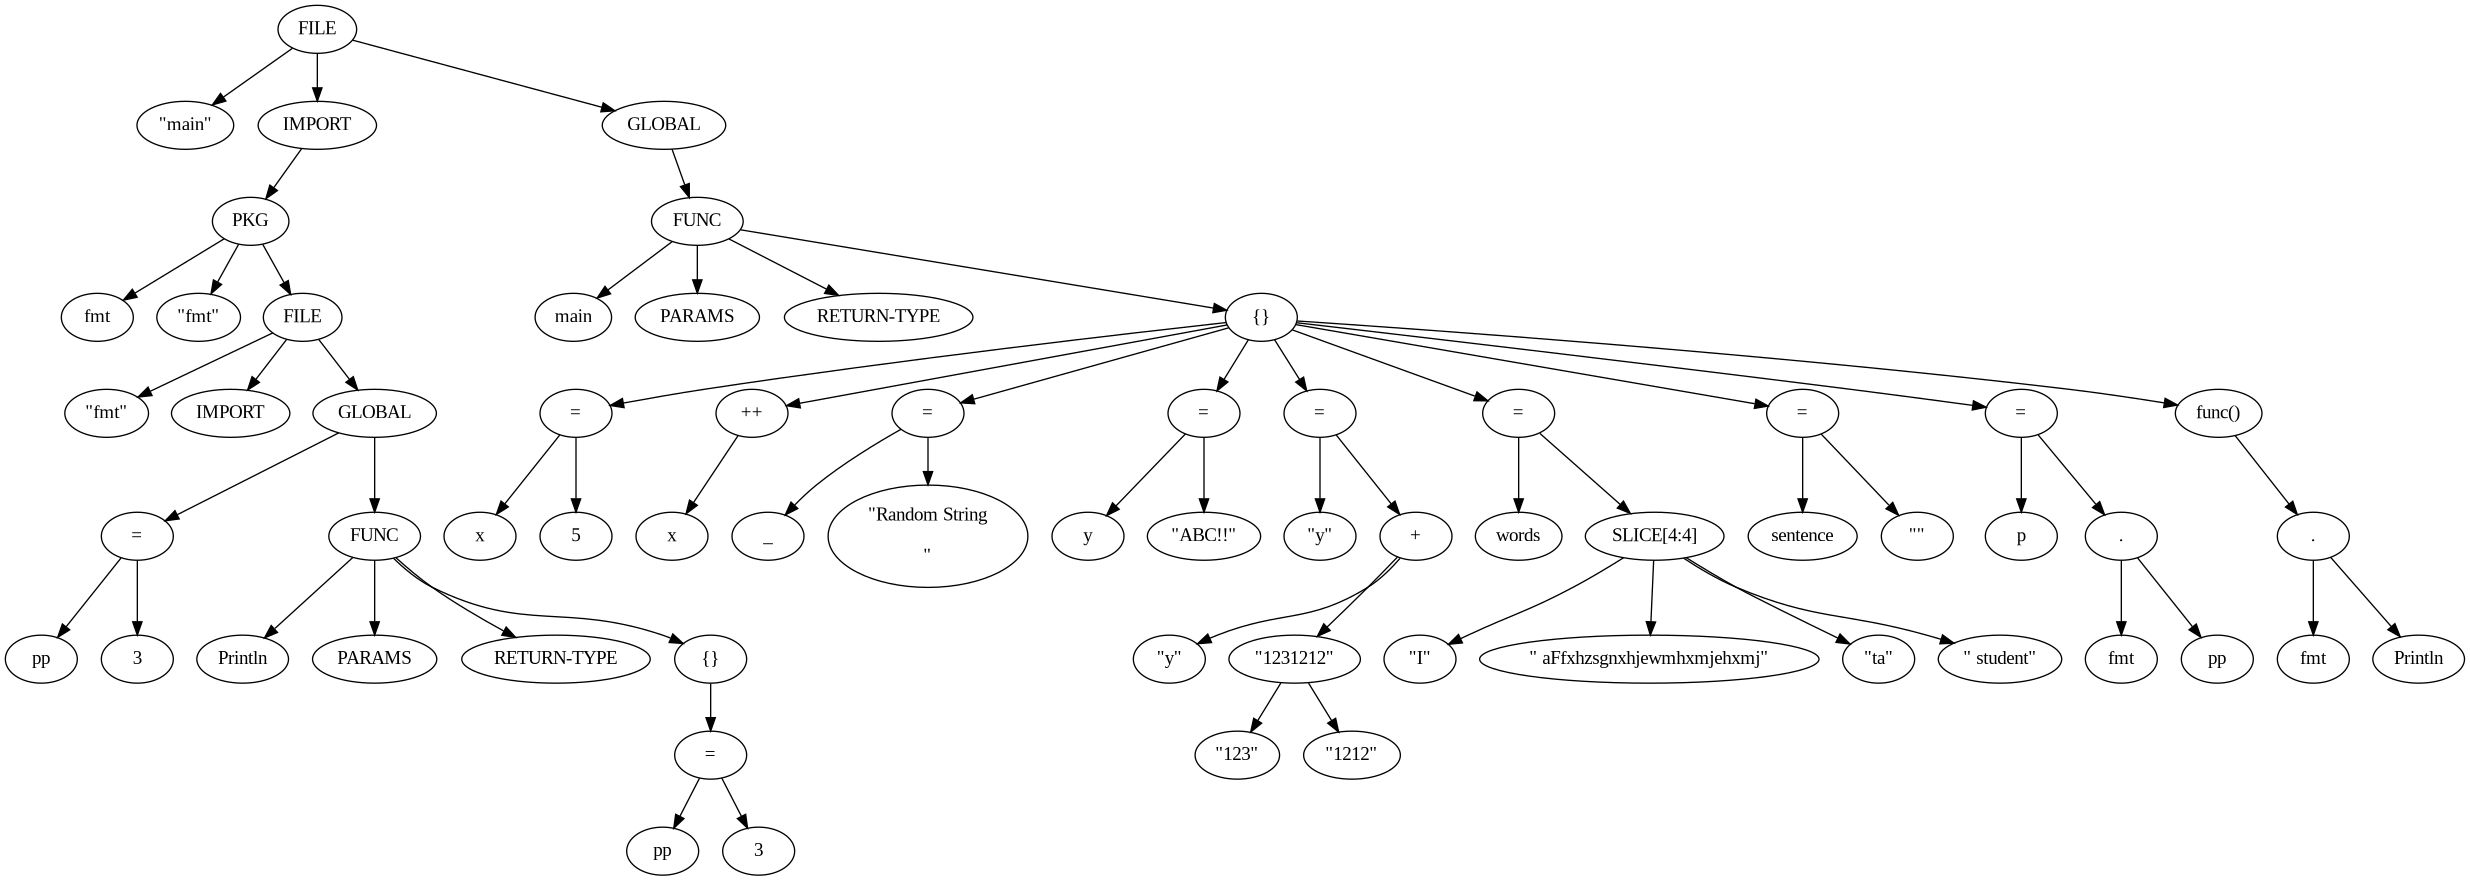 FILE
"main"
IMPORT
GLOBAL
PKG
FUNC
fmt
"fmt"
FILE
main
PARAMS
RETURN-TYPE
{}
"fmt"
IMPORT
GLOBAL
=
++
=
=
=
=
=
=
func()
=
FUNC
x
5
x
_
"Random String
"
y
"ABC!!"
"y"
+
words
SLICE[4:4]
sentence
""
p
.
.
pp
3
Println
PARAMS
RETURN-TYPE
{}
"y"
"1231212"
"I"
" aFfxhzsgnxhjewmhxmjehxmj"
"ta"
" student"
fmt
pp
fmt
Println
=
"123"
"1212"
pp
3